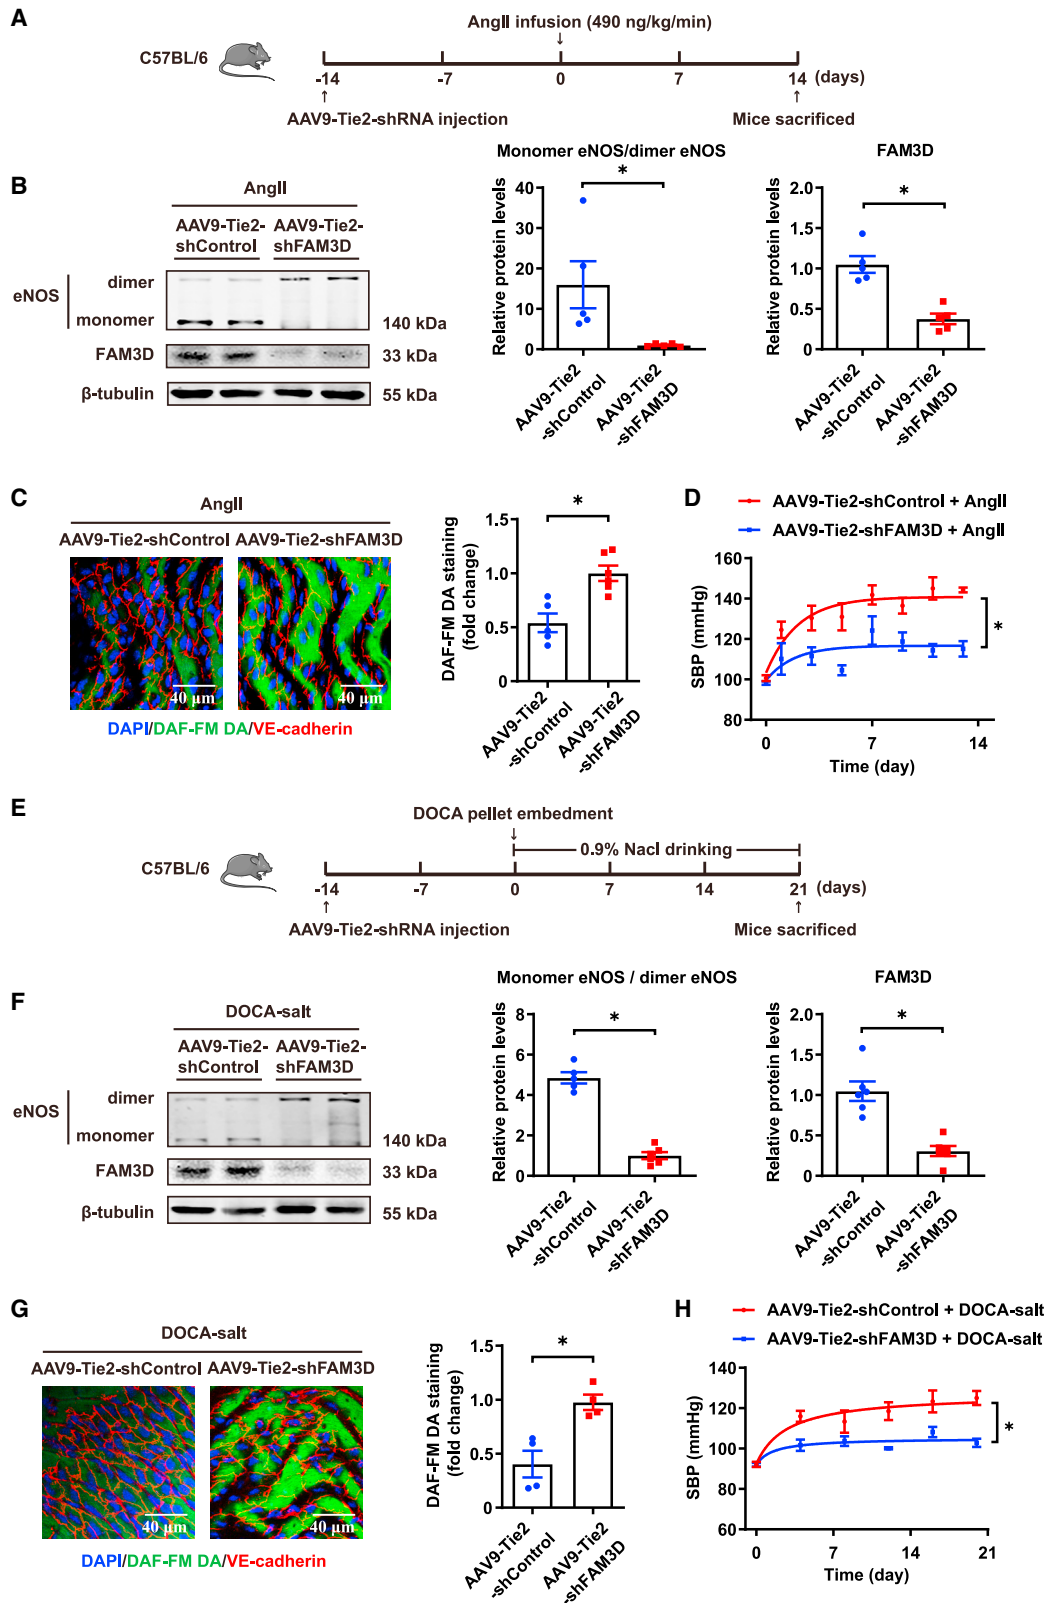 A
AngII infusion (490 ng/kg/min)
↓
C57BL/6
-14 -7 0 7 14 (days)
↑ ↑
AAV9-Tie2-shRNA injection Mice sacrificed
B
AngII
AAV9-Tie2-shControl AAV9-Tie2-shFAM3D
eNOS
dimer
monomer 140 kDa
FAM3D 33 kDa
β-tubulin 55 kDa
Monomer eNOS/dimer eNOS
Relative protein levels
40
30
20
10
0
*
AAV9-Tie2-shControl
AAV9-Tie2-shFAM3D
FAM3D
Relative protein levels
2.0
1.5
1.0
0.5
0
*
AAV9-Tie2-shControl
AAV9-Tie2-shFAM3D
C
AngII
AAV9-Tie2-shControl AAV9-Tie2-shFAM3D
40 μm 40 μm
DAPI/DAF-FM DA/VE-cadherin
DAF-FM DA staining
(fold change)
1.5
1.0
0.5
0
*
AAV9-Tie2-shControl
AAV9-Tie2-shFAM3D
D
AAV9-Tie2-shControl + AngII
AAV9-Tie2-shFAM3D + AngII
SBP (mmHg)
160
140
120
100
80
*
0 7 14
Time (day)
E
DOCA pellet embedment
↓
0.9% Nacl drinking
C57BL/6
-14 -7 0 7 14 21 (days)
↑ ↑
AAV9-Tie2-shRNA injection Mice sacrificed
F
DOCA-salt
AAV9-Tie2-shControl AAV9-Tie2-shFAM3D
eNOS
dimer
monomer 140 kDa
FAM3D 33 kDa
β-tubulin 55 kDa
Monomer eNOS / dimer eNOS
Relative protein levels
8
6
4
2
0
*
AAV9-Tie2-shControl
AAV9-Tie2-shFAM3D
FAM3D
Relative protein levels
2.0
1.5
1.0
0.5
0
*
AAV9-Tie2-shControl
AAV9-Tie2-shFAM3D
G
DOCA-salt
AAV9-Tie2-shControl AAV9-Tie2-shFAM3D
40 μm 40 μm
DAPI/DAF-FM DA/VE-cadherin
DAF-FM DA staining
(fold change)
1.5
1.0
0.5
0
*
AAV9-Tie2-shControl
AAV9-Tie2-shFAM3D
H
AAV9-Tie2-shControl + DOCA-salt
AAV9-Tie2-shFAM3D + DOCA-salt
SBP (mmHg)
140
120
100
80
60
*
0 7 14 21
Time (day)